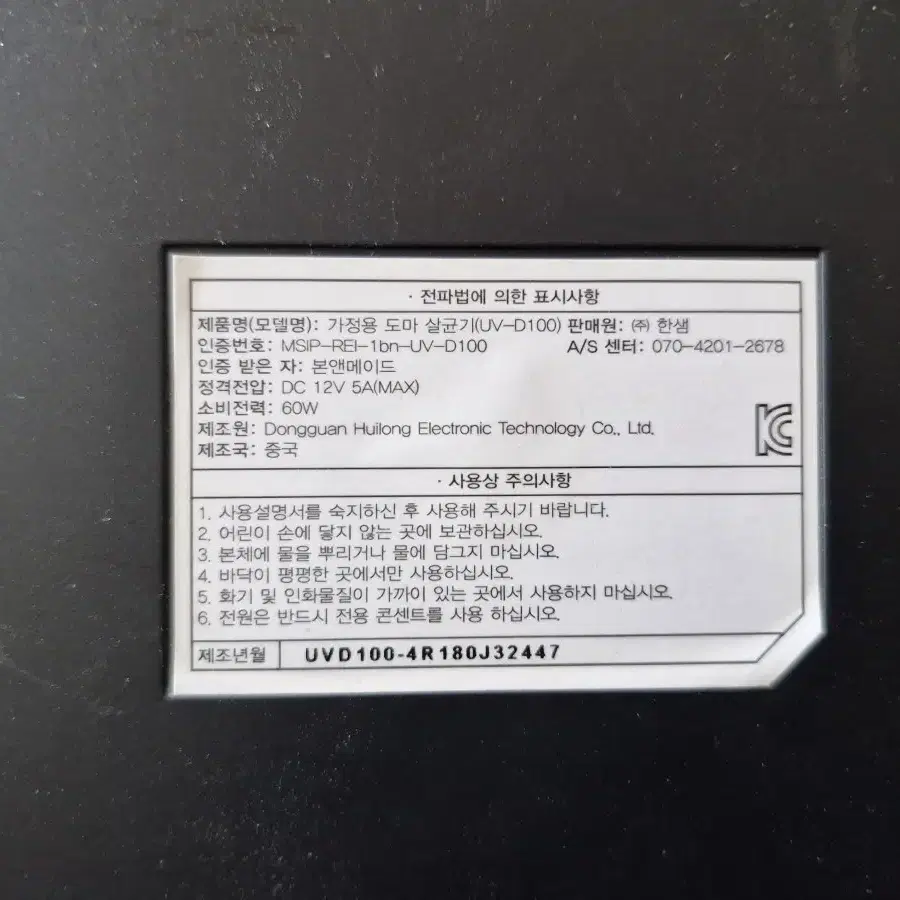 · 전파법에 의한 표시사항
제품명(모델명): 가정용 도마 살균기(UV-D100) 판매원: ㈜ 한샘
인증번호: MSIP-REI-1bn-UV-D100 A/S 센터: 070-4201-2678
인증 받은 자: 본앤메이드
정격전압: DC 12V 5A(MAX)
소비전력: 60W
제조원: Dongguan Huilong Electronic Technology Co., Ltd.
제조국: 중국
· 사용상 주의사항
1. 사용설명서를 숙지하신 후 사용해 주시기 바랍니다.
2. 어린이 손에 닿지 않는 곳에 보관하십시오.
3. 본체에 물을 뿌리거나 물에 담그지 마십시오.
4. 바닥이 평평한 곳에서만 사용하십시오.
5. 화기 및 인화물질이 가까이 있는 곳에서 사용하지 마십시오.
6. 전원은 반드시 전용 콘센트를 사용 하십시오.
제조년월 UVD100-4R180J32447